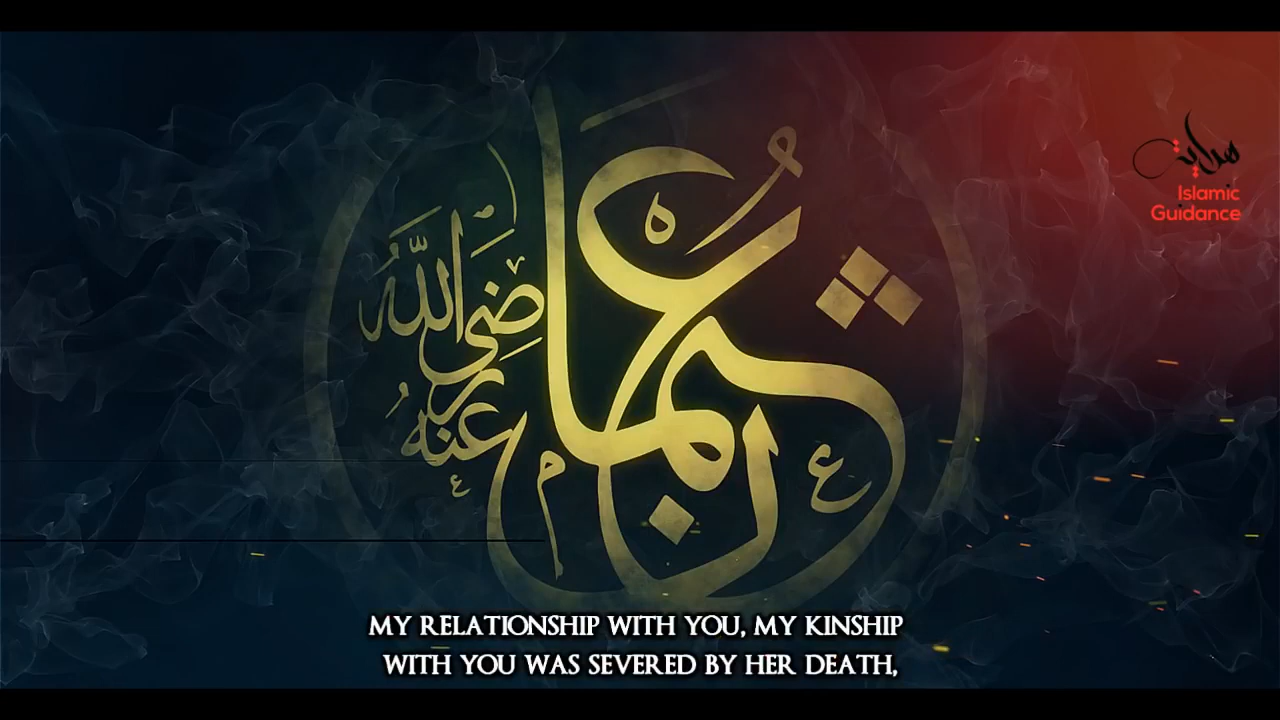 عثمان
رضي الله
عنه
هداية
Islamic
Guidance
MY RELATIONSHIP WITH YOU, MY KINSHIP
WITH YOU WAS SEVERED BY HER DEATH,